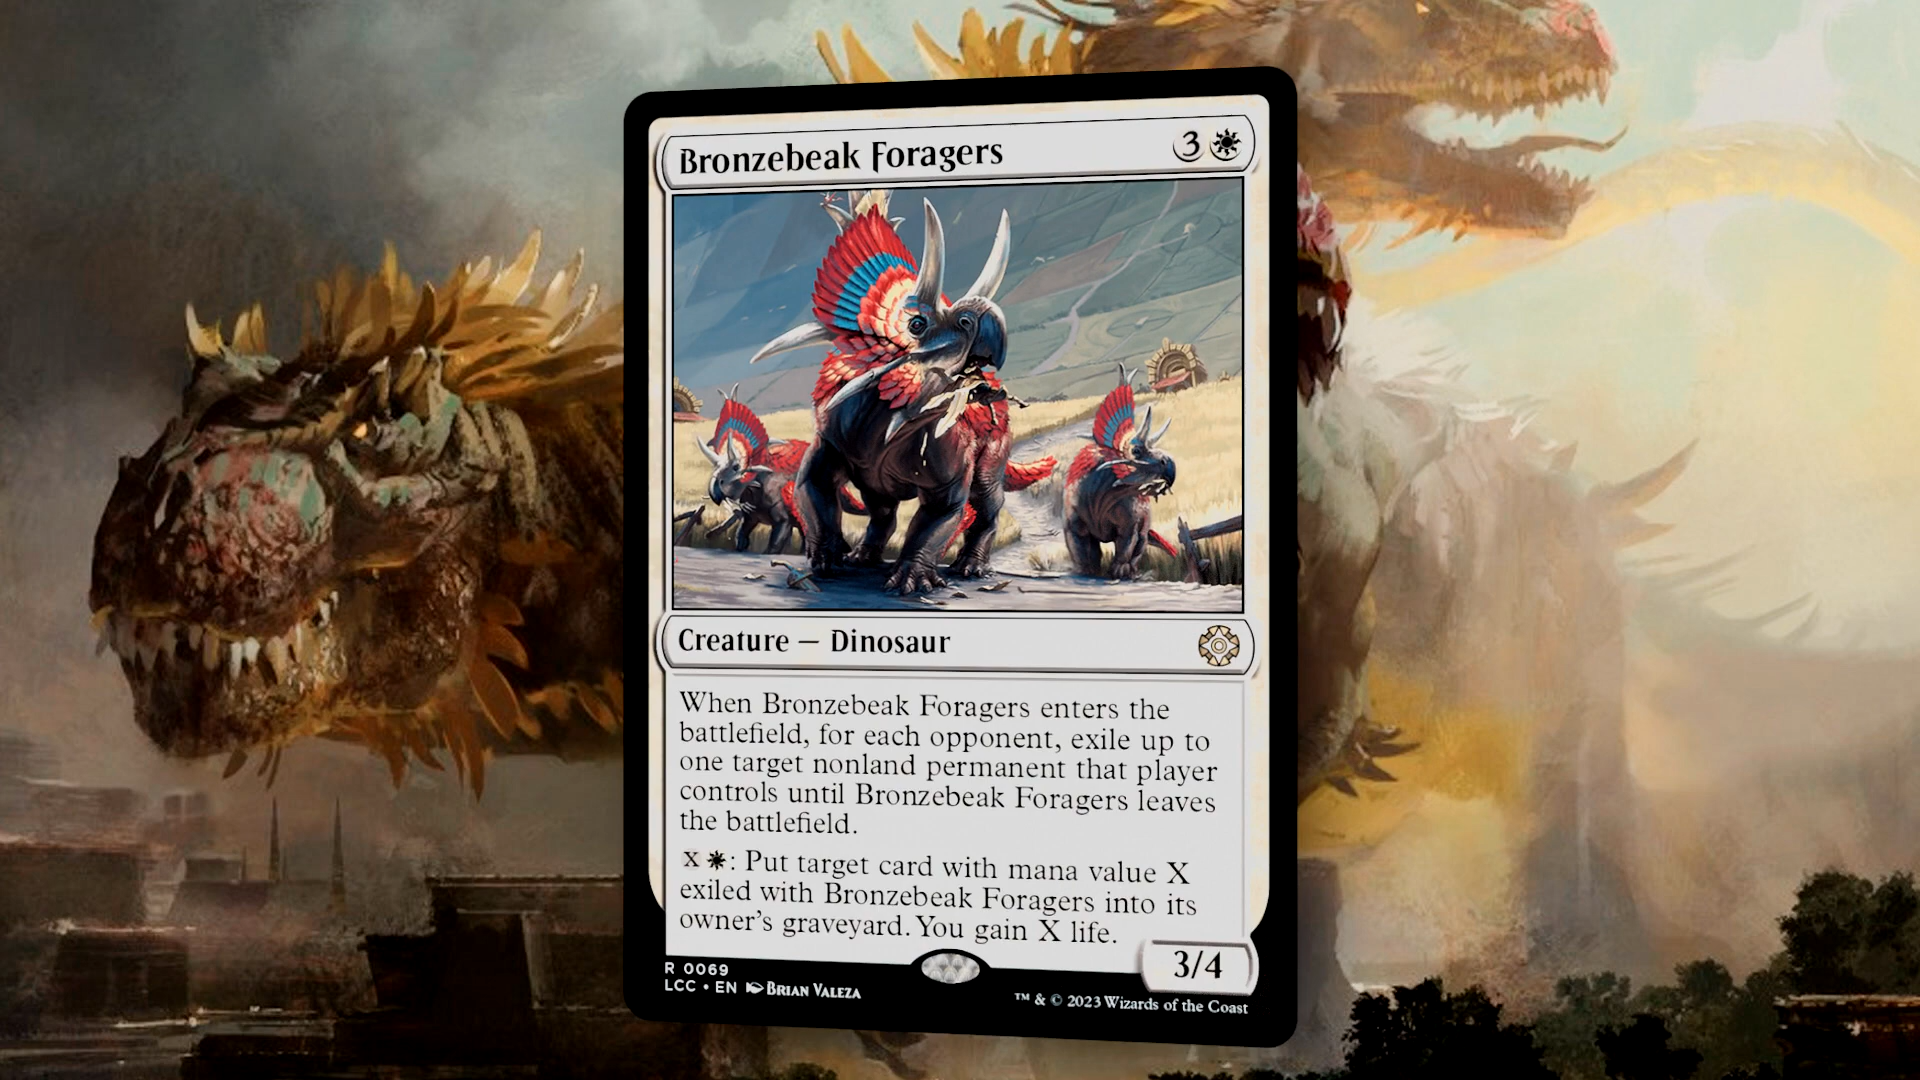 Bronzebeak Foragers 3
Creature — Dinosaur
When Bronzebeak Foragers enters the
battlefield, for each opponent, exile up to
one target nonland permanent that player
controls until Bronzebeak Foragers leaves
the battlefield.
X : Put target card with mana value X
exiled with Bronzebeak Foragers into its
owner's graveyard. You gain X life.
3/4
R 0069
LCC • EN Brian Valeza
™ & © 2023 Wizards of the Coast